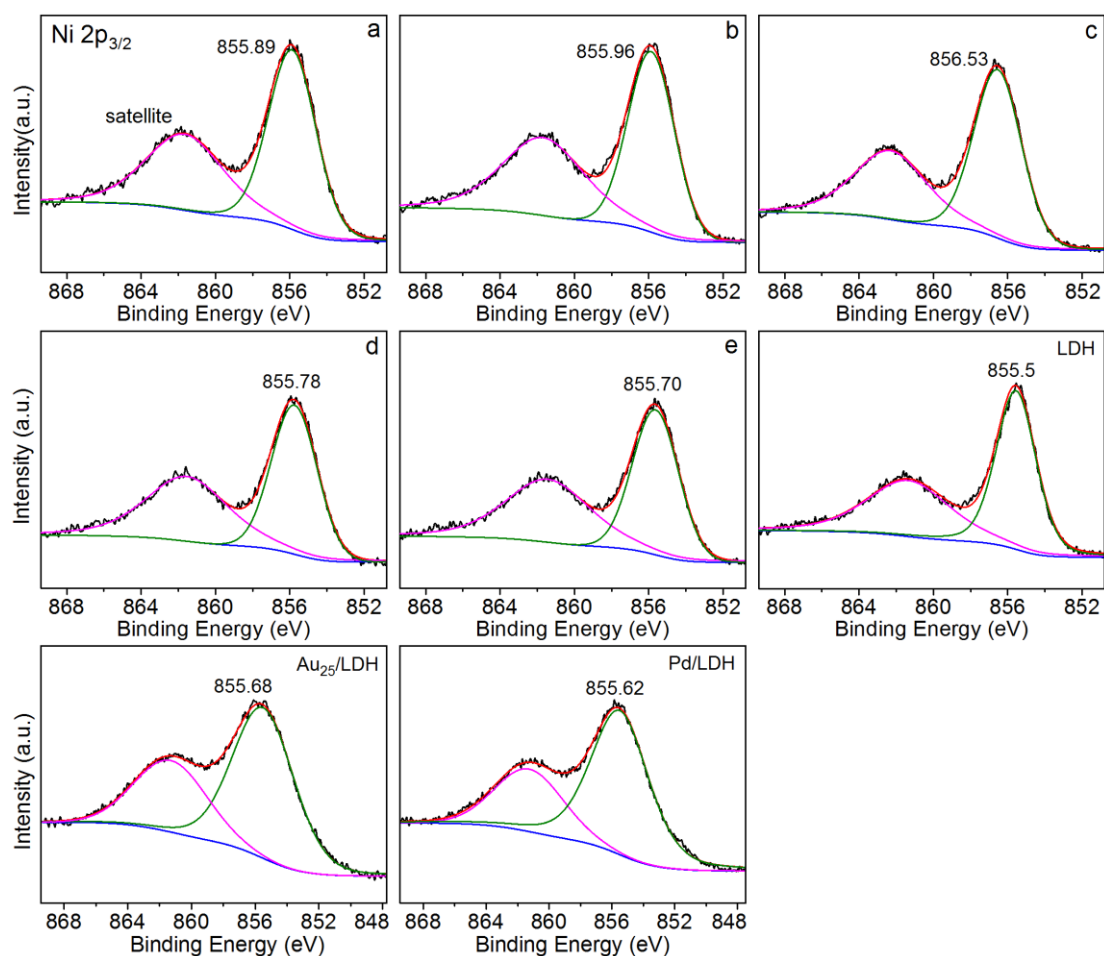 Ni 2p3/2
a
855.89
satellite
Intensity(a.u.)
868 864 860 856 852
Binding Energy (eV)
b
855.96
868 864 860 856 852
Binding Energy (eV)
c
856.53
868 864 860 856 852
Binding Energy (eV)
d
855.78
Intensity (a.u.)
868 864 860 856 852
Binding Energy (eV)
e
855.70
868 864 860 856 852
Binding Energy (eV)
LDH
855.5
868 864 860 856 852
Binding Energy (eV)
Au25/LDH
855.68
Intensity (a.u.)
868 864 860 856 852 848
Binding Energy (eV)
Pd/LDH
855.62
868 864 860 856 852 848
Binding Energy (eV)